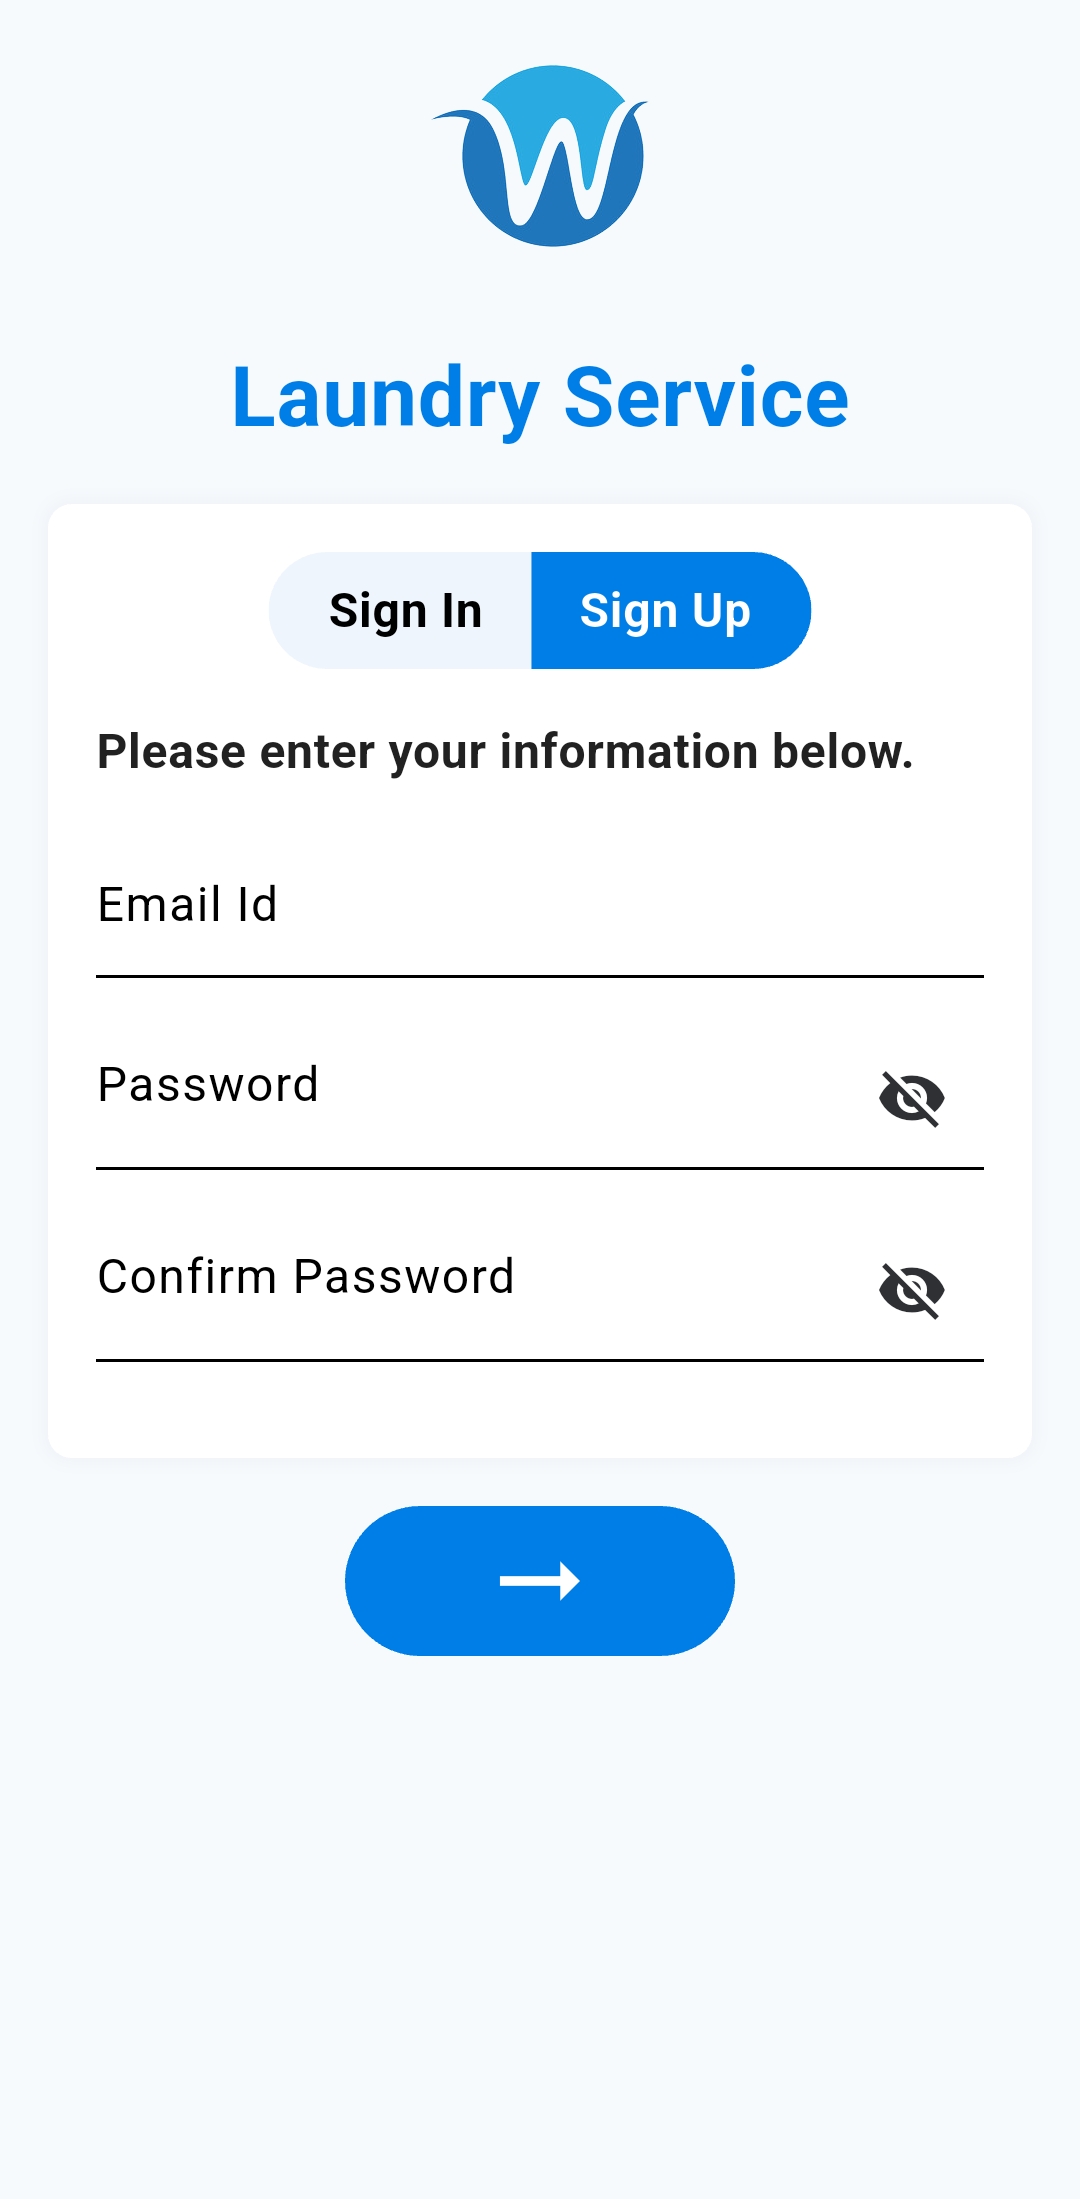 W
Laundry Service
Sign In
Sign Up
Please enter your information below.
Email Id
Password
Confirm Password